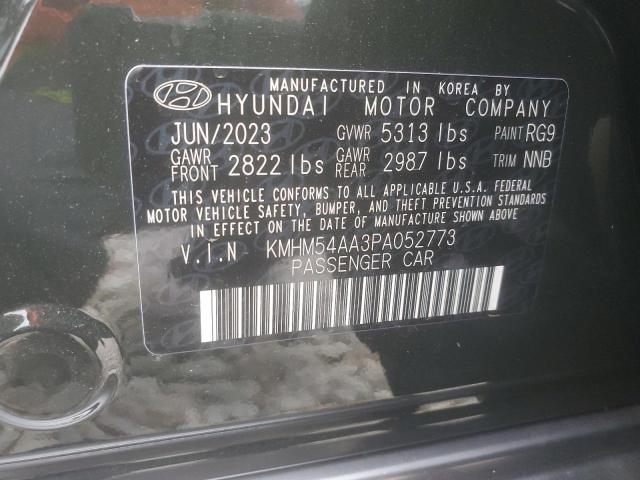 MANUFACTURED IN KOREA BY
HYUNDAI MOTOR COMPANY
JUN/2023 GVWR 5313 lbs PAINT RG9
GAWR FRONT 2822 lbs GAWR REAR 2987 lbs TRIM NNB
THIS VEHICLE CONFORMS TO ALL APPLICABLE U.S.A. FEDERAL
MOTOR VEHICLE SAFETY, BUMPER, AND THEFT PREVENTION STANDARDS
IN EFFECT ON THE DATE OF MANUFACTURE SHOWN ABOVE
V.I.N KMHM54AA3PA052773
PASSENGER CAR